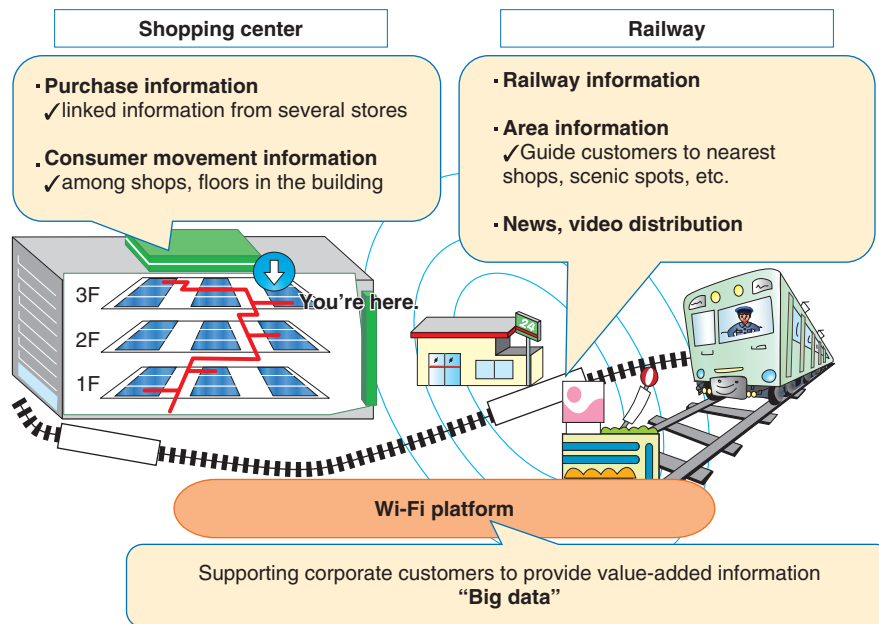 Shopping center
Railway
· Purchase information
✓linked information from several stores
· Consumer movement information
✓among shops, floors in the building
· Railway information
· Area information
✓Guide customers to nearest
shops, scenic spots, etc.
· News, video distribution
3F
You're here.
2F
1F
24
Wi-Fi platform
Supporting corporate customers to provide value-added information
“Big data”